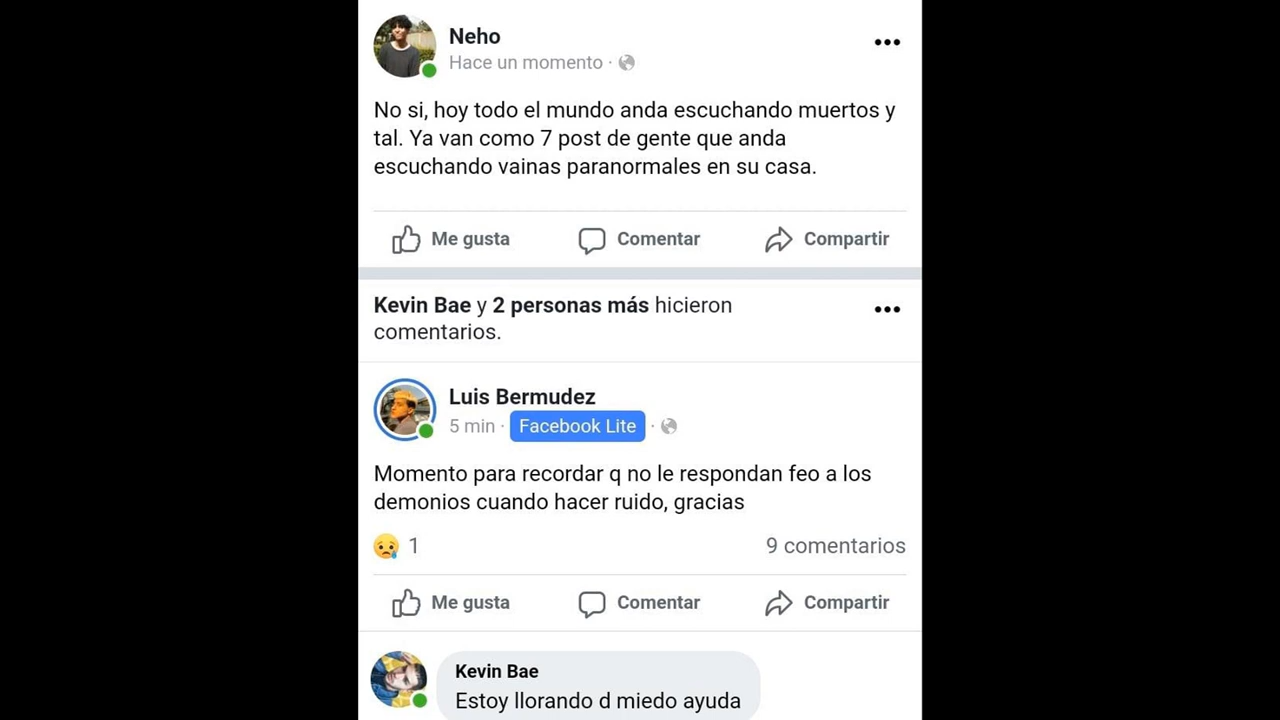 Neho
Hace un momento ·
No si, hoy todo el mundo anda escuchando muertos y
tal. Ya van como 7 post de gente que anda
escuchando vainas paranormales en su casa.
Me gusta Comentar Compartir
Kevin Bae y 2 personas más hicieron
comentarios.
Luis Bermudez
5 min · Facebook Lite ·
Momento para recordar q no le respondan feo a los
demonios cuando hacer ruido, gracias
1 9 comentarios
Me gusta Comentar Compartir
Kevin Bae
Estoy llorando d miedo ayuda